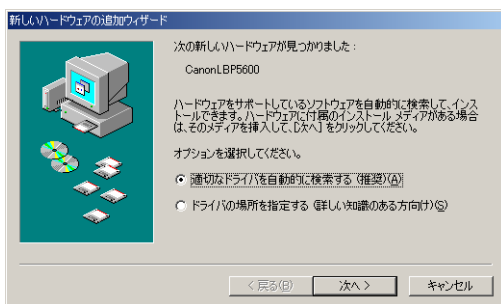 新しいハードウェアの追加ウィザード
次の新しいハードウェアが見つかりました：
CanonLBP5600
ハードウェアをサポートしているソフトウェアを自動的に検索して、インス
トールできます。ハードウェアに付属のインストール メディアがある場合
は、そのメディアを挿入して、[次へ] をクリックしてください。
オプションを選択してください。
適切なドライバを自動的に検索する (推奨)(A)
ドライバの場所を指定する (詳しい知識のある方向け)(S)
< 戻る(B)
次へ >
キャンセル